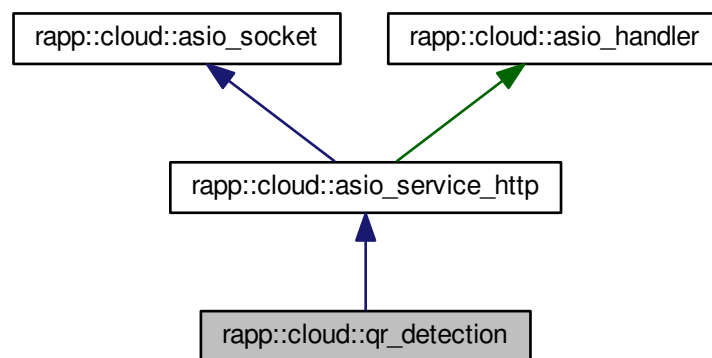 rapp::cloud::asio_socket
rapp::cloud::asio_handler
rapp::cloud::asio_service_http
rapp::cloud::qr_detection